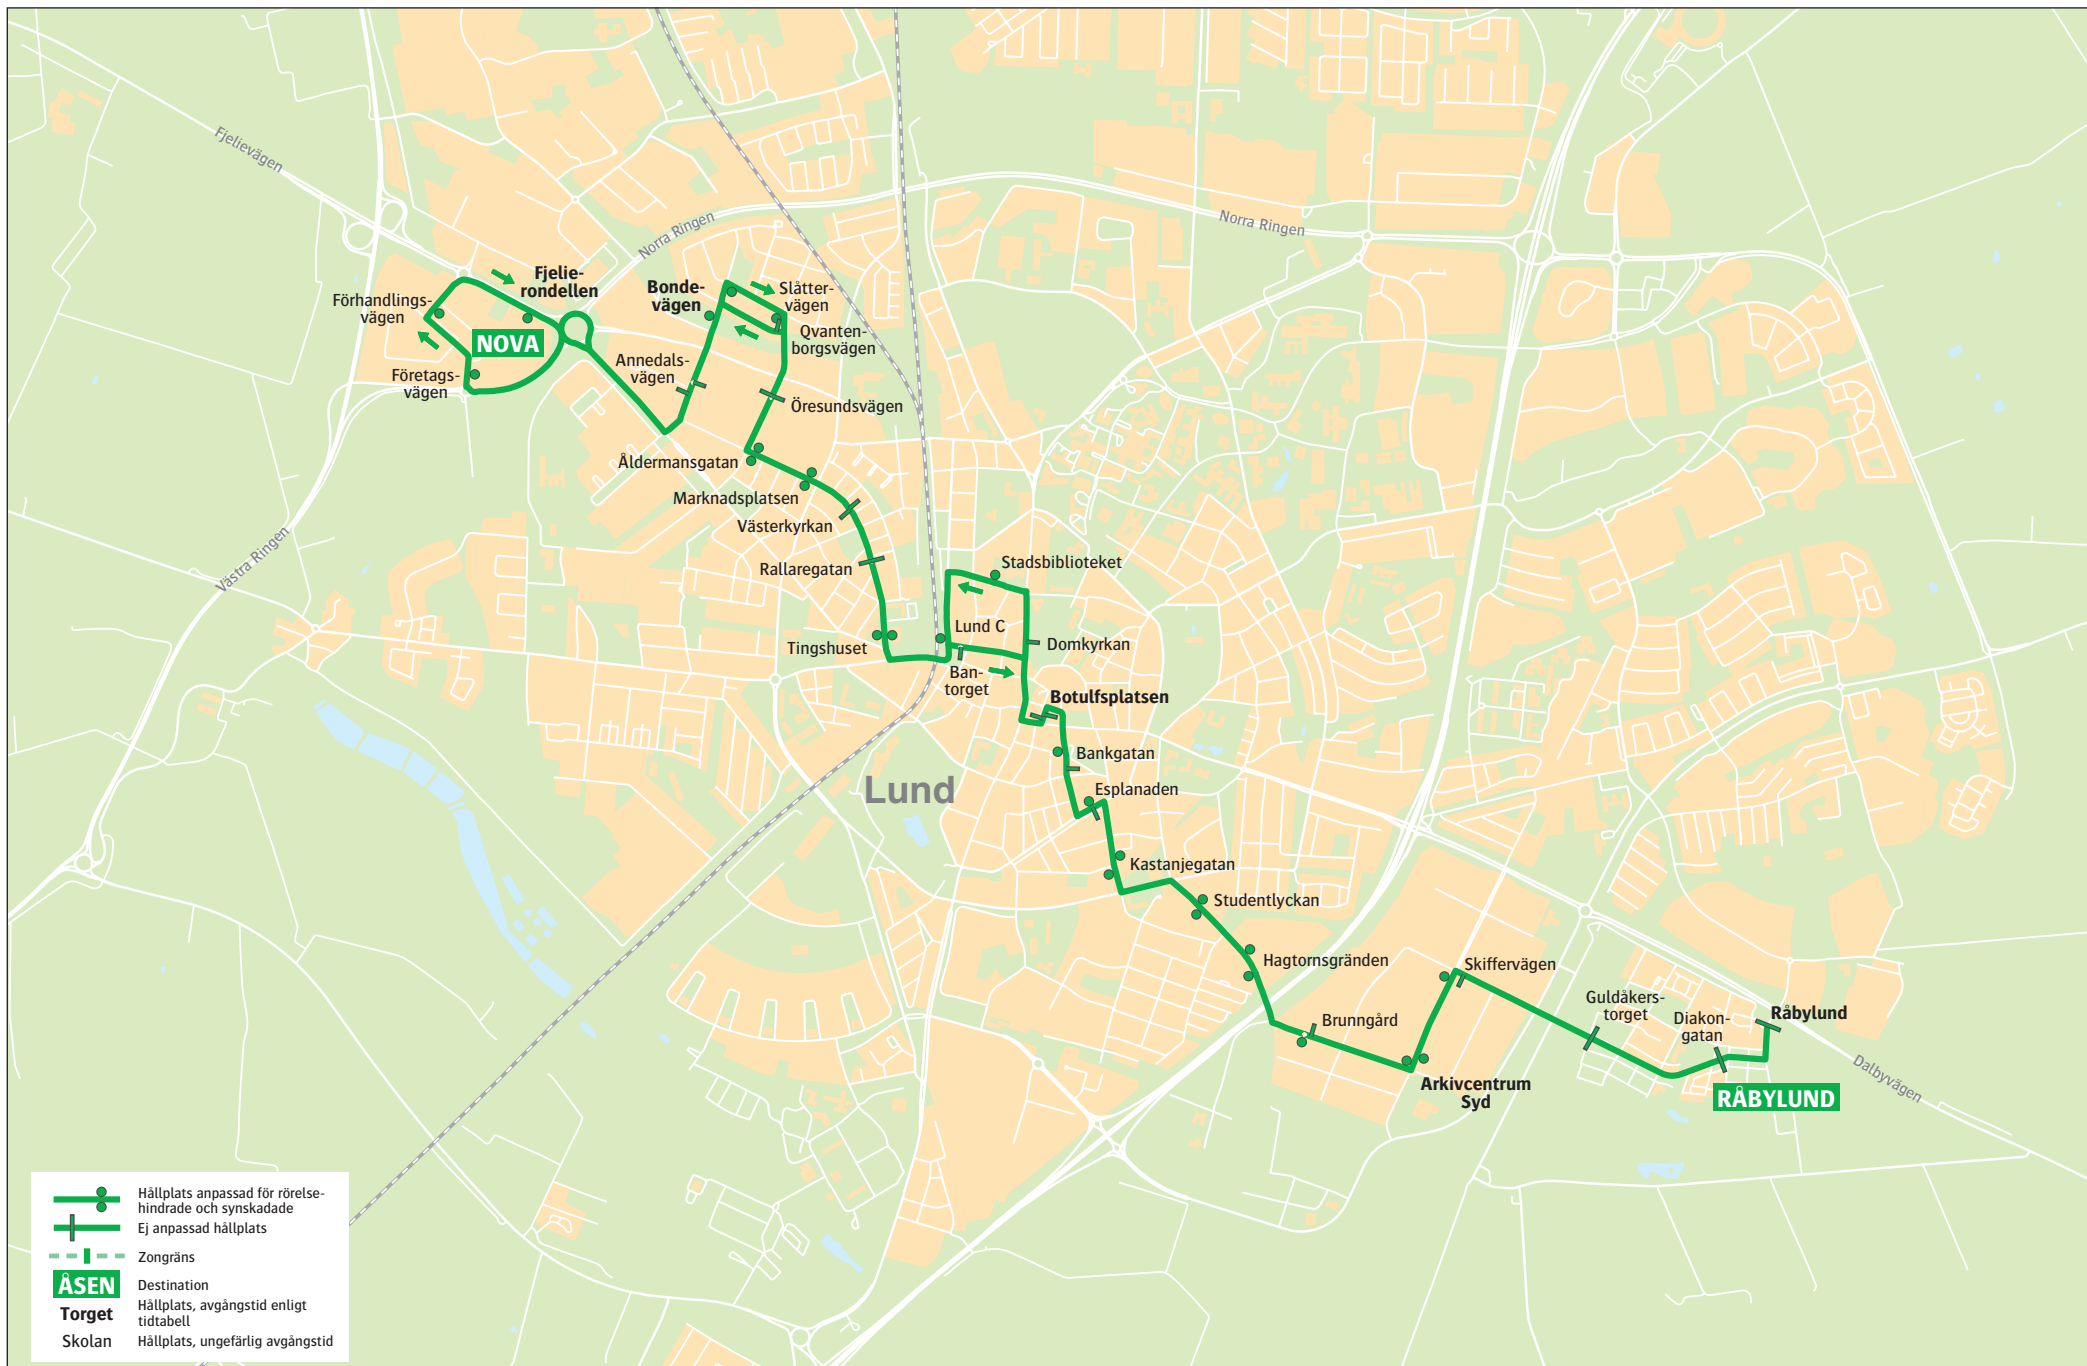 Fjelievägen
Norra Ringen
Norra Ringen
Fjelie-
rondellen
Förhandlings-
vägen
NOVA
Företags-
vägen
Bonde-
vägen
Slåtter-
vägen
Qvanten-
borgsvägen
Annedals-
vägen
Öresundsvägen
Åldermansgatan
Marknadsplatsen
Västerkyrkan
Västra Ringen
Rallaregatan
Stadsbiblioteket
Lund C
Tingshuset
Domkyrkan
Ban-
torget
Botulfsplatsen
Bankgatan
Lund
Esplanaden
Kastanjegatan
Studentlyckan
Hagtornsgränden
Skiffervägen
Brunngård
Guldåkers-
torget
Diakon-
gatan
Råbylund
Arkivcentrum
Syd
RÅBYLUND
Dalbyvägen
Hållplats anpassad för rörelse-
hindrade och synskadade
Ej anpassad hållplats
Zongräns
ÅSEN Destination
Torget Hållplats, avgångstid enligt
tidtabell
Skolan Hållplats, ungefärlig avgångstid